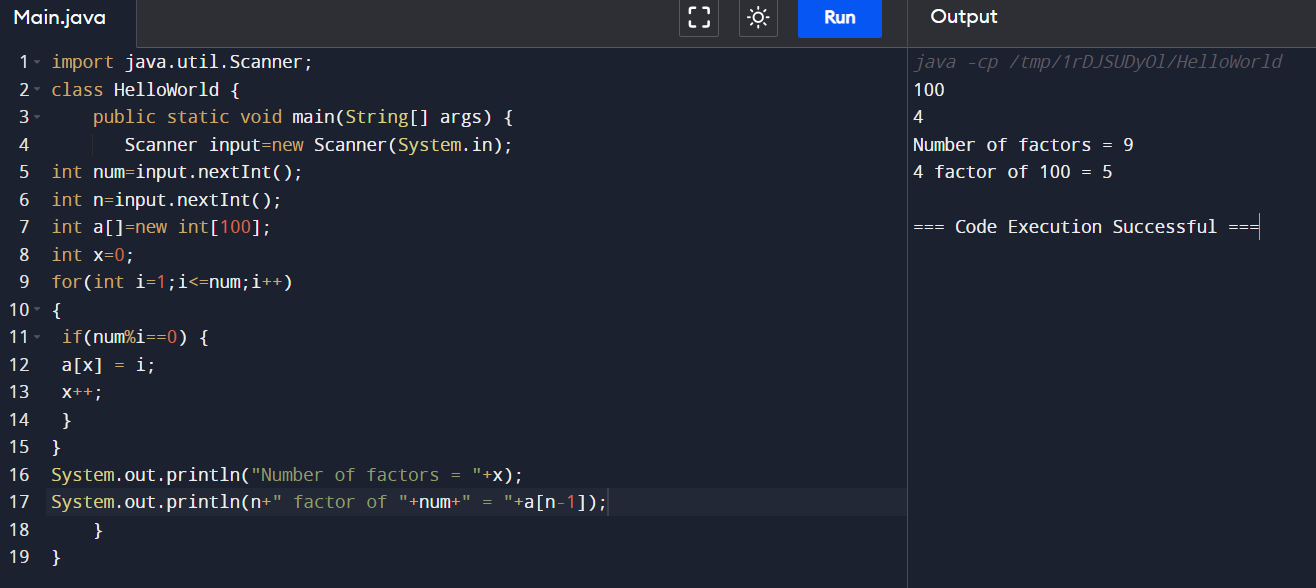 Main.java
Run
Output
1 import java.util.Scanner;
2 class HelloWorld {
3     public static void main(String[] args) {
4        Scanner input=new Scanner(System.in);
5 int num=input.nextInt();
6 int n=input.nextInt();
7 int a[]=new int[100];
8 int x=0;
9 for(int i=1;i<=num;i++)
10 {
11  if(num%i==0) {
12  a[x] = i;
13  x++;
14  }
15 }
16 System.out.println("Number of factors = "+x);
17 System.out.println(n+" factor of "+num+" = "+a[n-1]);
18     }
19 }
java -cp /tmp/1rDJSUDyOl/HelloWorld
100
4
Number of factors = 9
4 factor of 100 = 5
=== Code Execution Successful ===